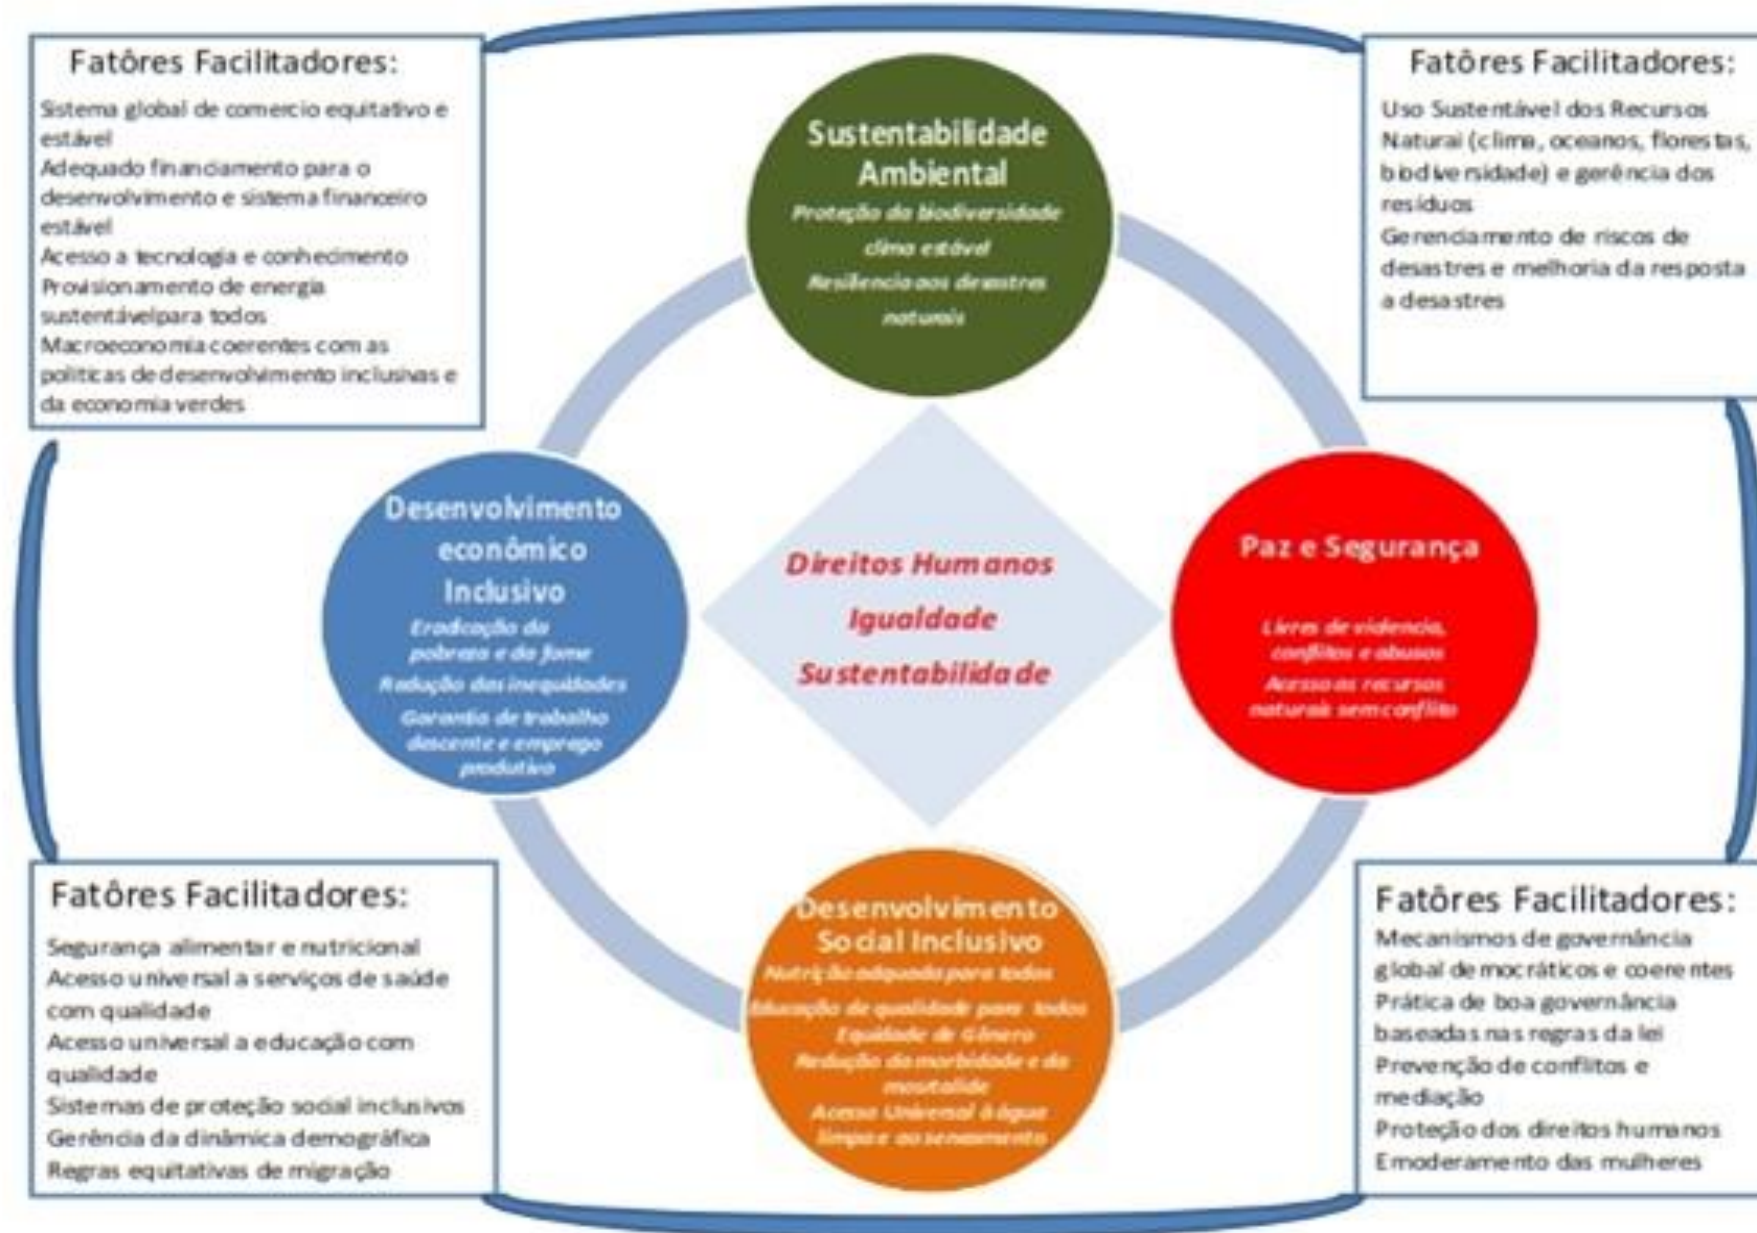 Fatôres Facilitadores:
Sistema global de comercio equitativo e
estável
Adequado financiamento para o
desenvolvimento e sistema financeiro
estável
Acesso a tecnologia e conhecimento
Provisionamento de energia
sustentávelpara todos
Macroeconomia coerentes com as
politicas de desenvolvimento inclusivas e
da economia verdes
Sustentabilidade
Ambiental
Proteção da biodiversidade
clima estável
Resiliencia aos desastres
naturais
Fatôres Facilitadores:
Uso Sustentável dos Recursos
Natural (clima, oceanos, florestas,
biodiversidade) e gerência dos
resíduos
Gerenciamento de riscos de
desastres e melhoria da resposta
a desastres
Desenvolvimento
econômico
Inclusivo
Erradicação da
pobreza e da fome
Redução das inequidades
Garantia de trabalho
descente e emprego
produtivo
Direitos Humanos
Igualdade
Sustentabilidade
Paz e Segurança
Livres de violencia,
conflitos e abusos
Acesso aos recursos
naturais sem conflito
Fatôres Facilitadores:
Segurança alimentar e nutricional
Acesso universal a serviços de saúde
com qualidade
Acesso universal a educação com
qualidade
Sistemas de proteção social inclusivos
Gerência da dinâmica demográfica
Regras equitativas de migração
Desenvolvimento
Social Inclusivo
Nutrição adquada para todos
Educação de qualidade para todos
Equidade de Gênero
Redução da morbidade e da
Acesso Universal à água
limpa e ao
Fatôres Facilitadores:
Mecanismos de governância
global democráticos e coerentes
Prática de boa governância
baseadas nas regras da lei
Prevenção de conflitos e
mediação
Proteção dos direitos humanos
Emoderamento das mulheres